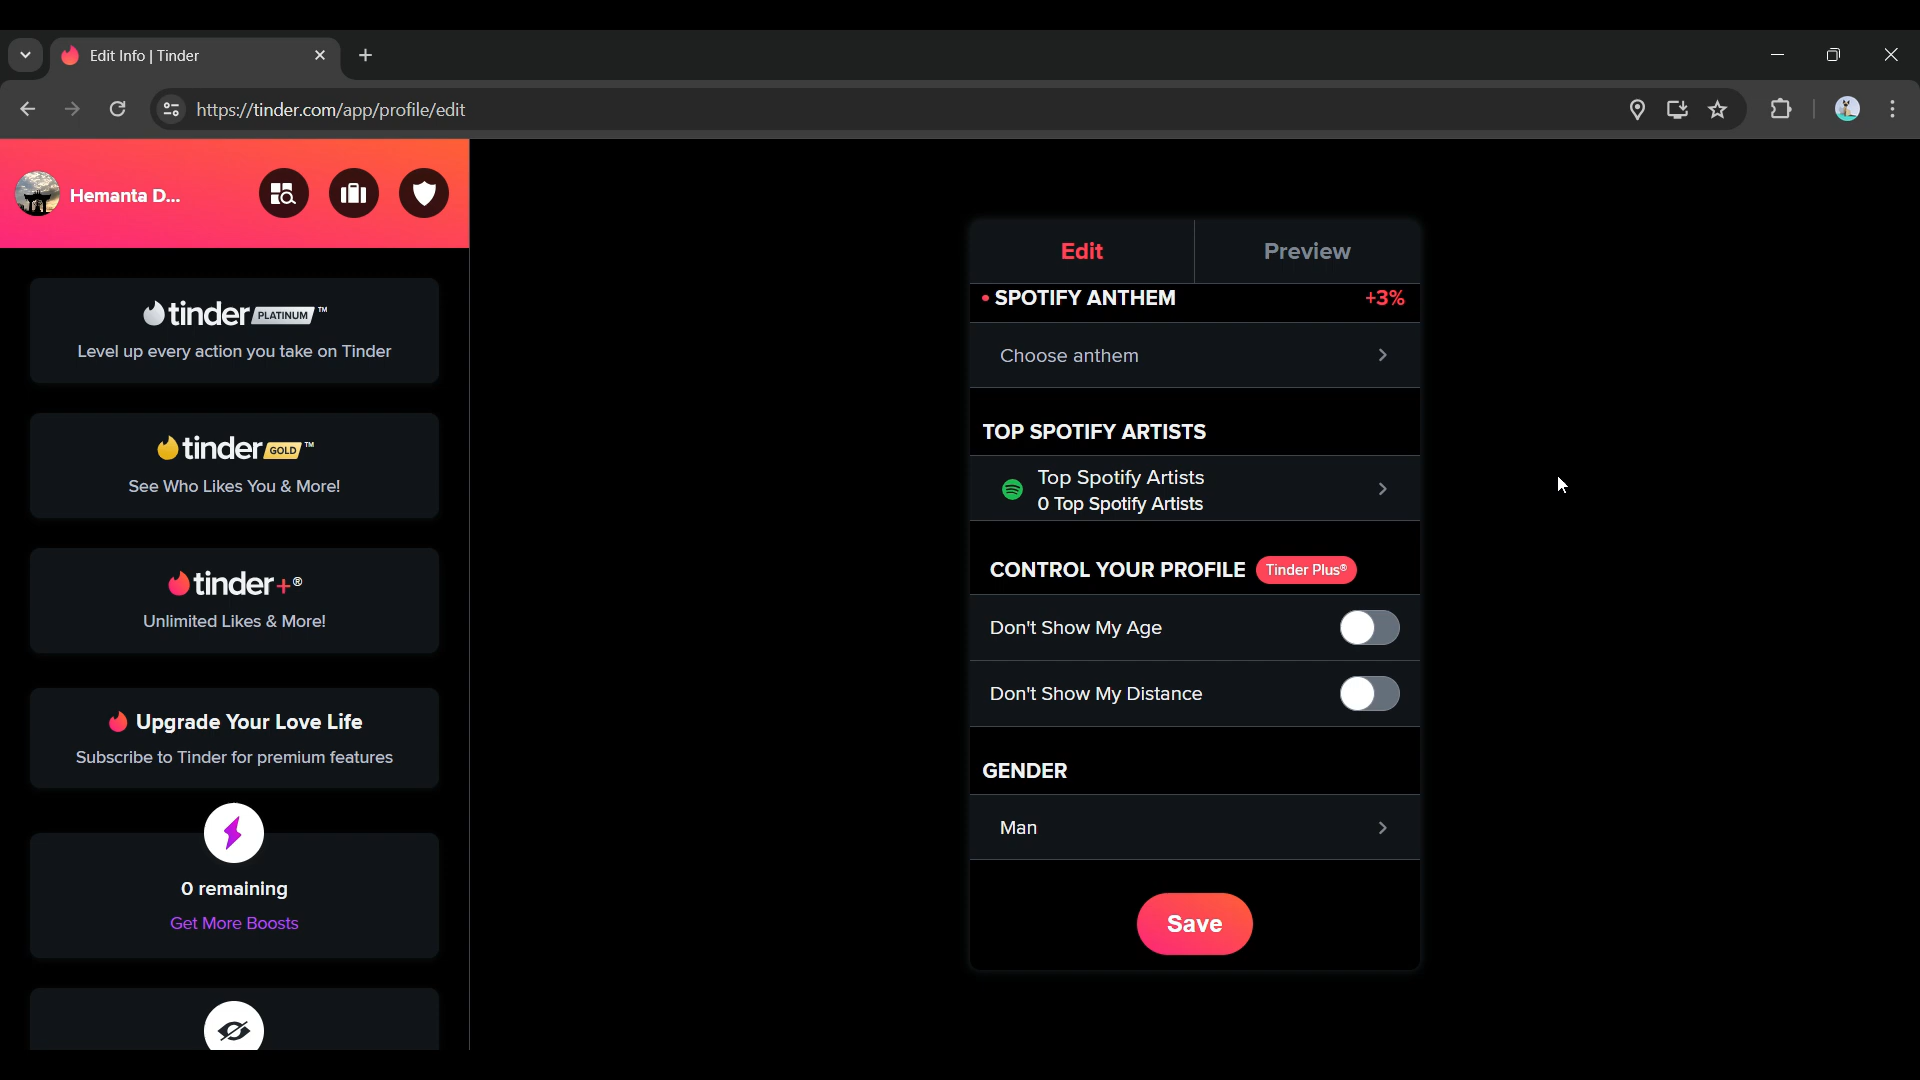 Edit Info | Tinder
https://tinder.com/app/profile/edit
Hemanta D...
tinder PLATINUM™
Level up every action you take on Tinder
tinder GOLD™
See Who Likes You & More!
tinder+®
Unlimited Likes & More!
Upgrade Your Love Life
Subscribe to Tinder for premium features
0 remaining
Get More Boosts
Edit
Preview
• SPOTIFY ANTHEM +3%
Choose anthem
TOP SPOTIFY ARTISTS
Top Spotify Artists
0 Top Spotify Artists
CONTROL YOUR PROFILE Tinder Plus®
Don't Show My Age
Don't Show My Distance
GENDER
Man
Save